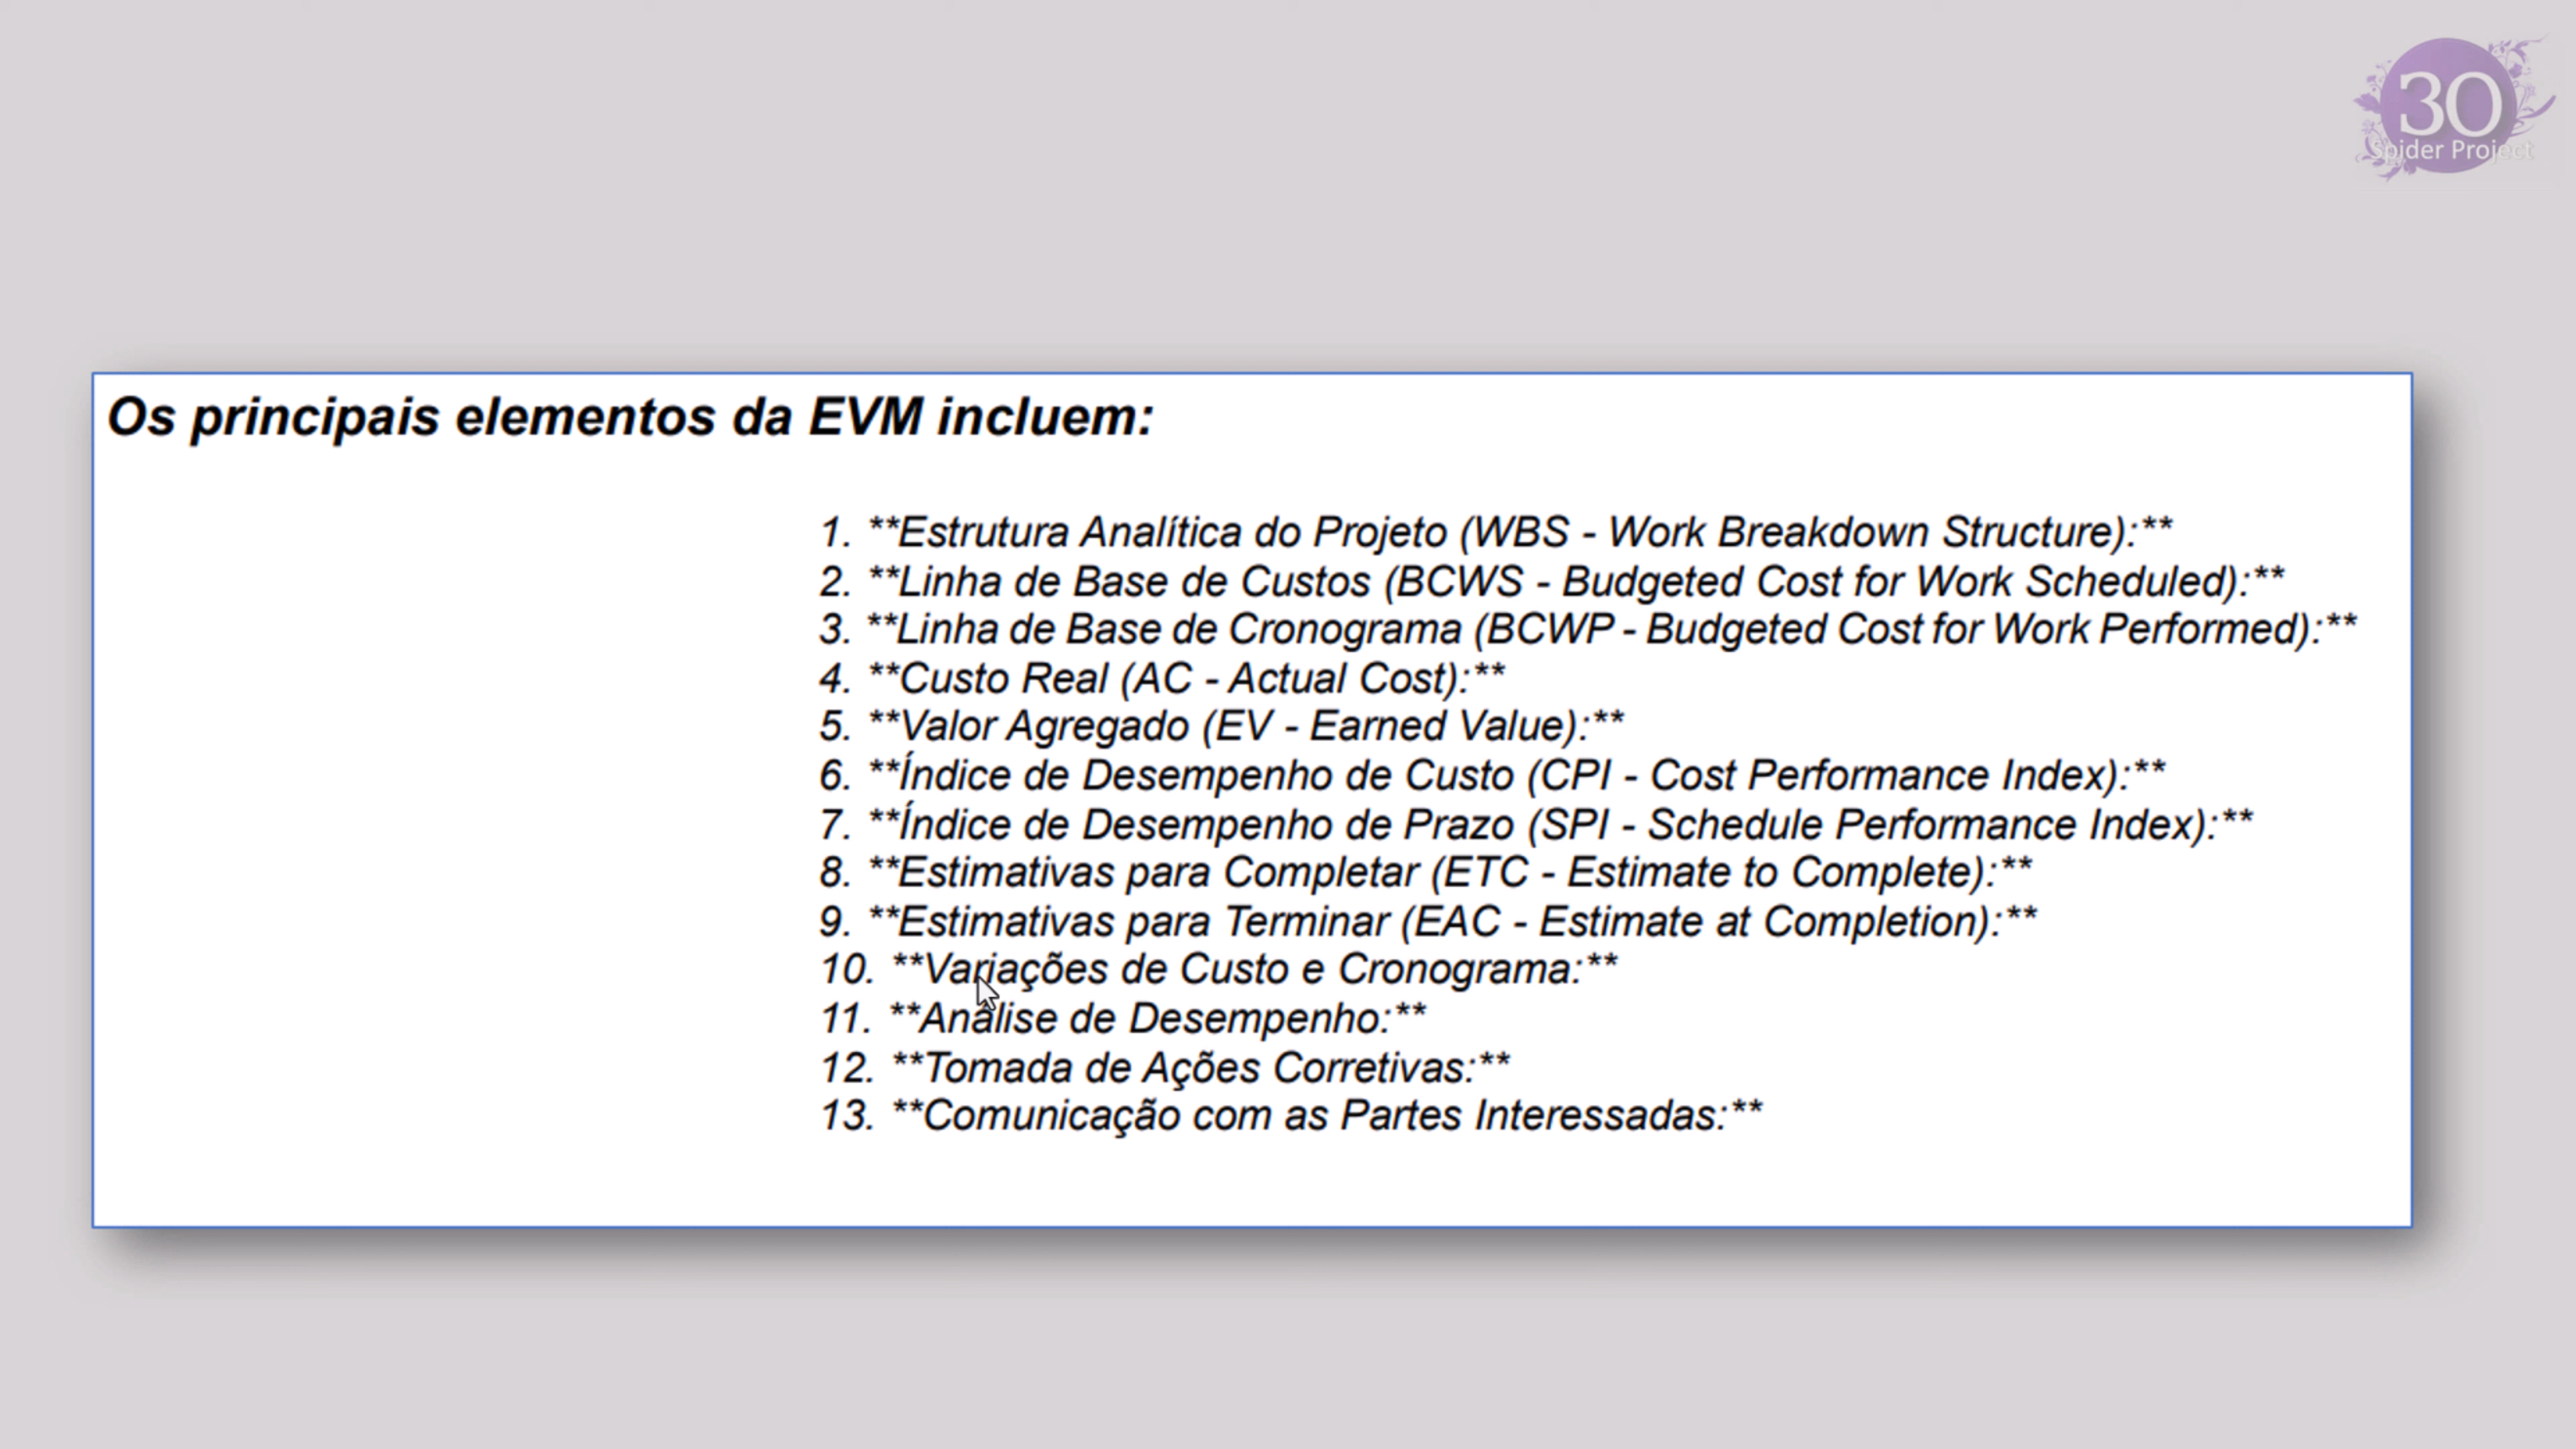 30
Spider Project
Os principais elementos da EVM incluem:
1. **Estrutura Analítica do Projeto (WBS - Work Breakdown Structure):**
2. **Linha de Base de Custos (BCWS - Budgeted Cost for Work Scheduled):**
3. **Linha de Base de Cronograma (BCWP - Budgeted Cost for Work Performed):**
4. **Custo Real (AC - Actual Cost):**
5. **Valor Agregado (EV - Earned Value):**
6. **Índice de Desempenho de Custo (CPI - Cost Performance Index):**
7. **Índice de Desempenho de Prazo (SPI - Schedule Performance Index):**
8. **Estimativas para Completar (ETC - Estimate to Complete):**
9. **Estimativas para Terminar (EAC - Estimate at Completion):**
10. **Variações de Custo e Cronograma:**
11. **Análise de Desempenho:**
12. **Tomada de Ações Corretivas:**
13. **Comunicação com as Partes Interessadas:**